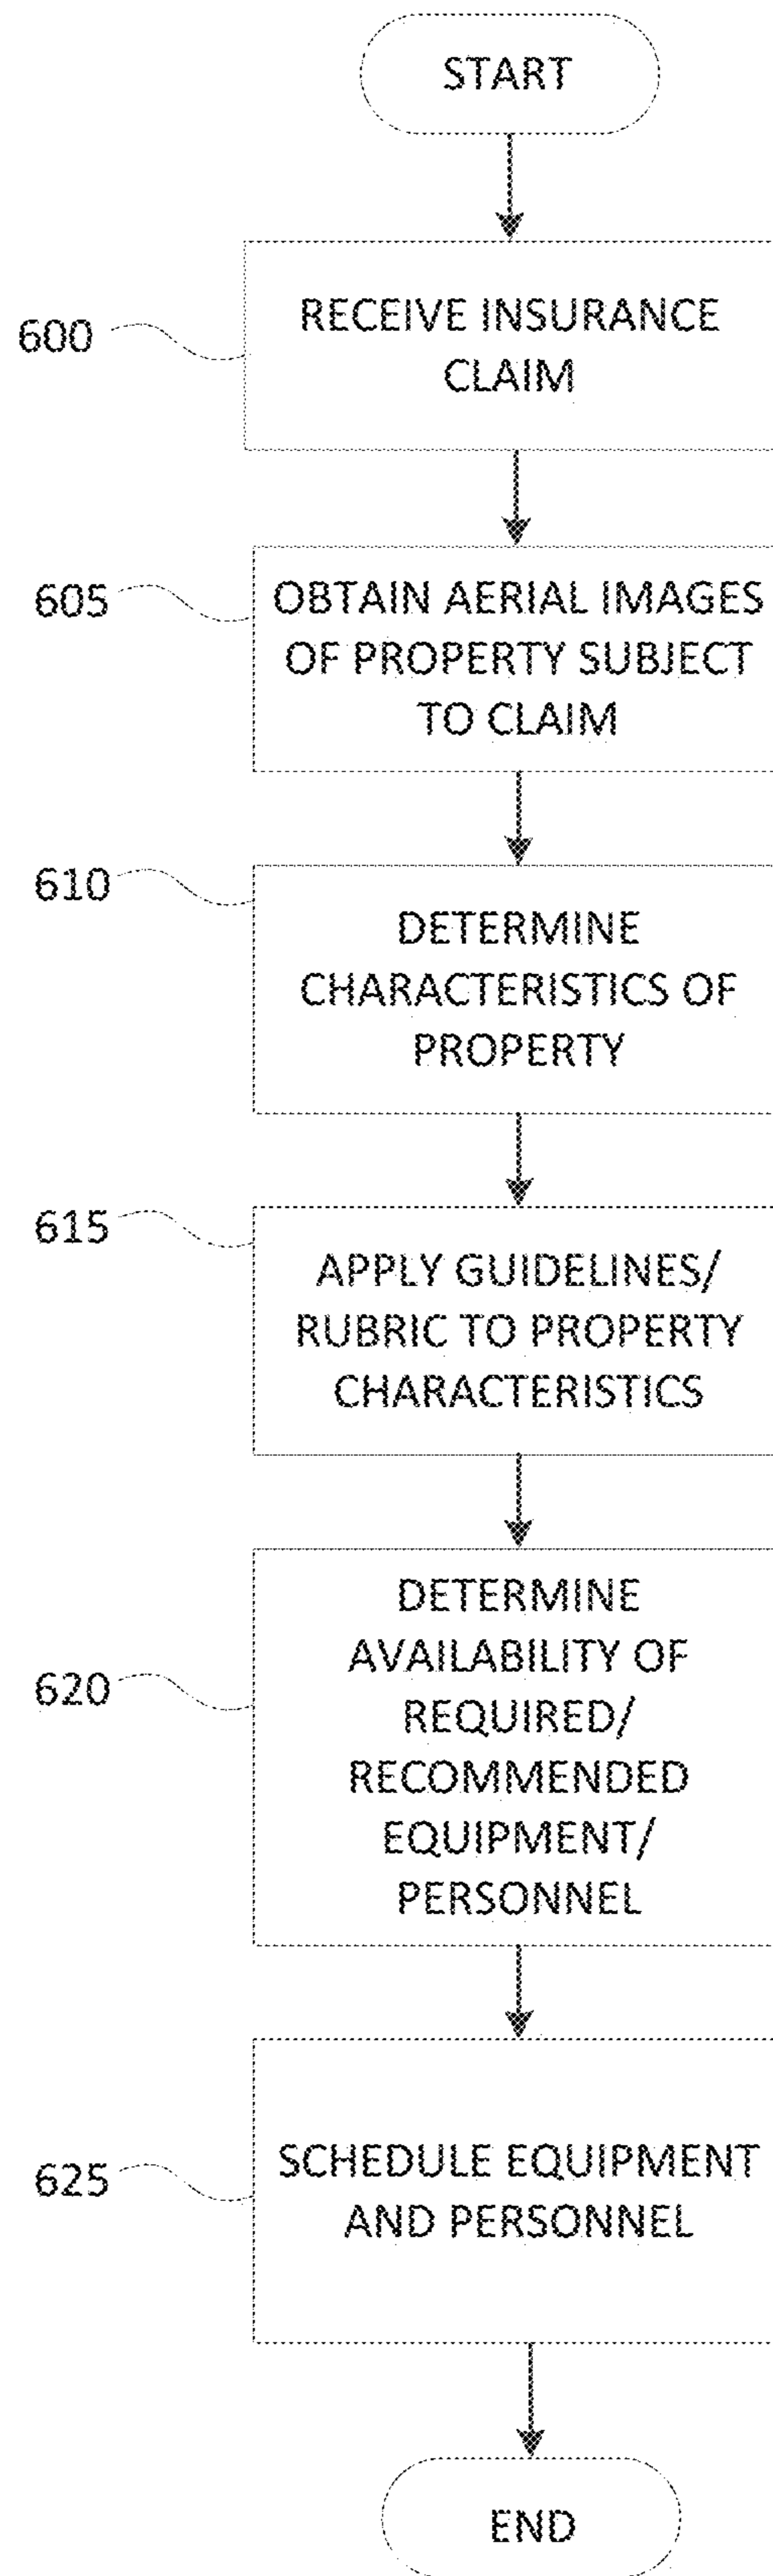 START
600
RECEIVE INSURANCE
CLAIM
605
OBTAIN AERIAL IMAGES
OF PROPERTY SUBJECT
TO CLAIM
610
DETERMINE
CHARACTERISTICS OF
PROPERTY
615
APPLY GUIDELINES/
RUBRIC TO PROPERTY
CHARACTERISTICS
620
DETERMINE
AVAILABILITY OF
REQUIRED/
RECOMMENDED
EQUIPMENT/
PERSONNEL
625
SCHEDULE EQUIPMENT
AND PERSONNEL
END